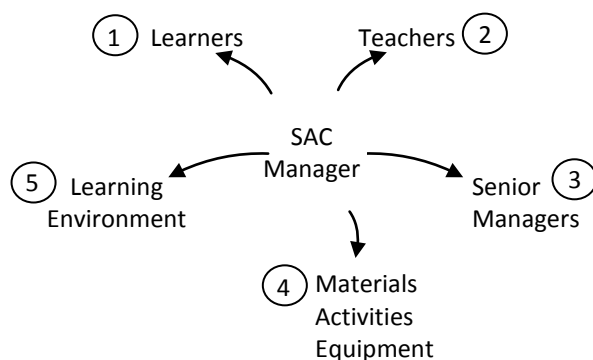 1 Learners
Teachers 2
SAC
Manager
5 Learning
Environment
Senior 3
Managers
4 Materials
Activities
Equipment